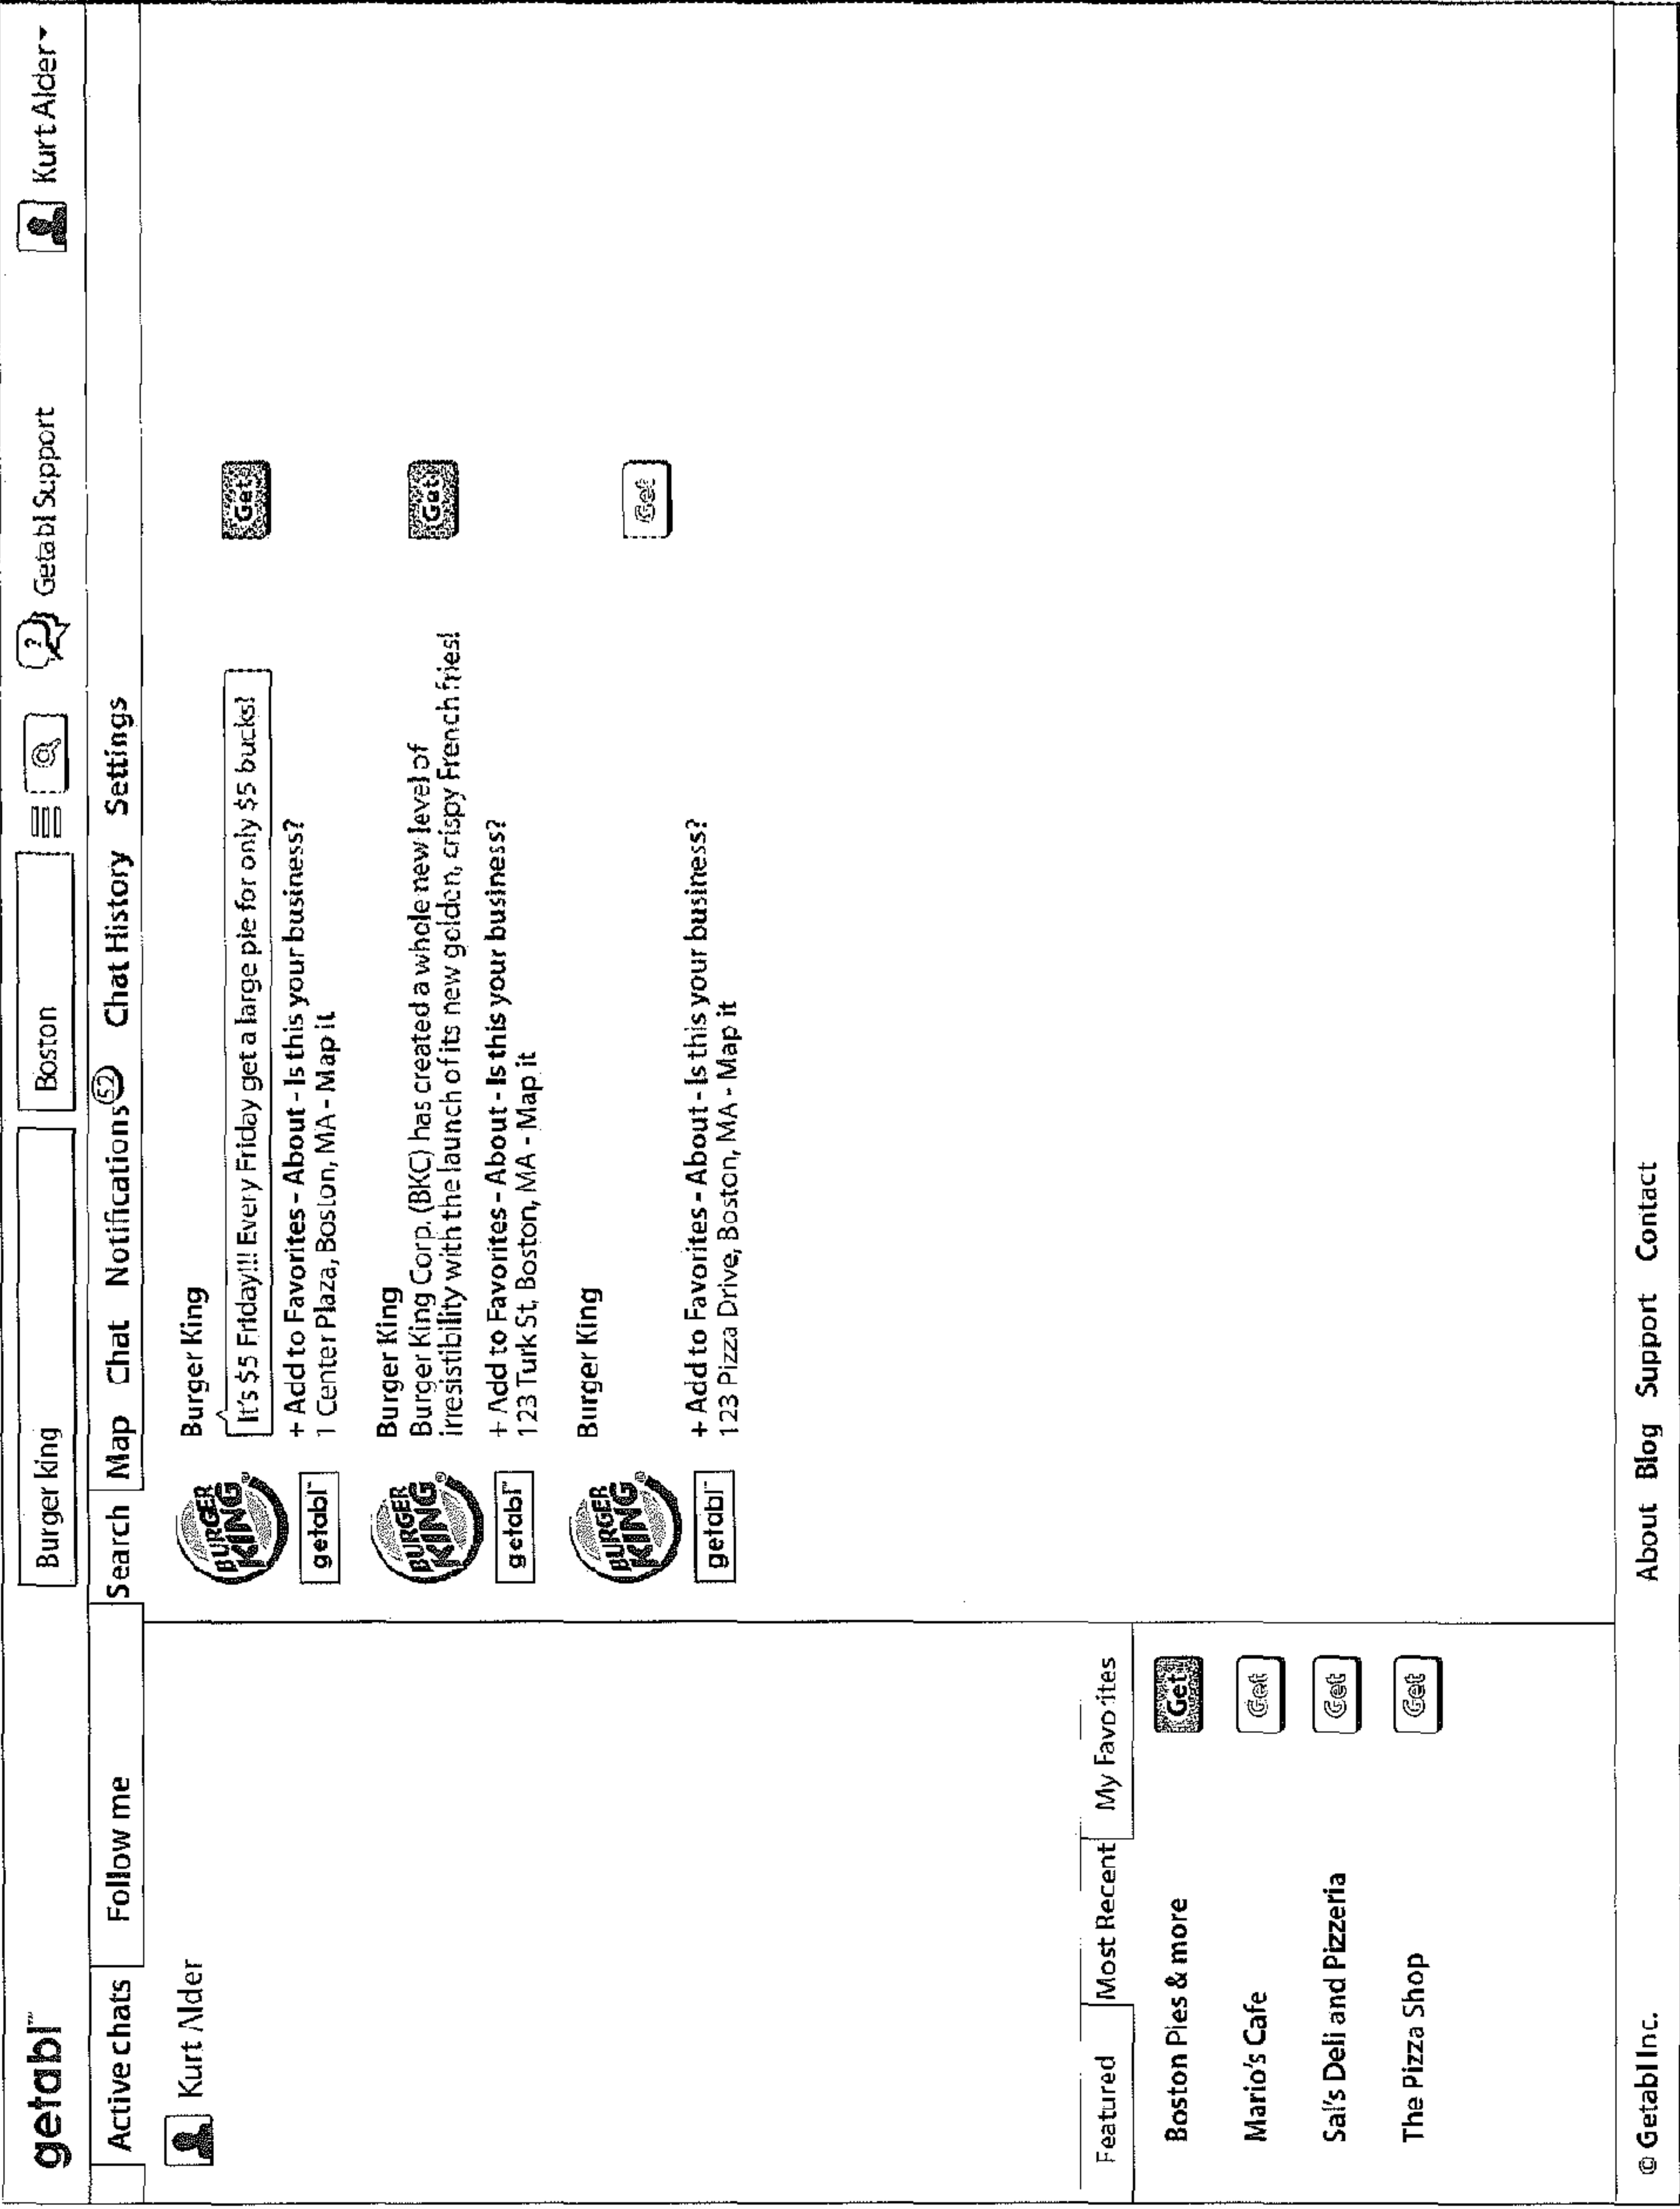 getabl™ Burger king Boston Getabl Support Kurt Alder
Active chats Follow me Search Map Chat Notifications 52 Chat History Settings
Kurt Alder
Featured Most Recent My Favorites
Boston Pies & more Get
Mario's Cafe Get
Sal's Deli and Pizzeria Get
The Pizza Shop Get
BURGER KING®
getabl™
Burger King
It's $5 Friday!!! Every Friday get a large pie for only $5 bucks!
Get
+ Add to Favorites - About - Is this your business?
1 Center Plaza, Boston, MA - Map it
BURGER KING®
getabl™
Burger King
Burger King Corp. (BKC) has created a whole new level of
irresistibility with the launch of its new golden, crispy French fries!
Get
+ Add to Favorites - About - Is this your business?
123 Turk St, Boston, MA - Map it
BURGER KING®
getabl™
Burger King
Get
+ Add to Favorites - About - Is this your business?
123 Pizza Drive, Boston, MA - Map it
© Getabl Inc. About Blog Support Contact